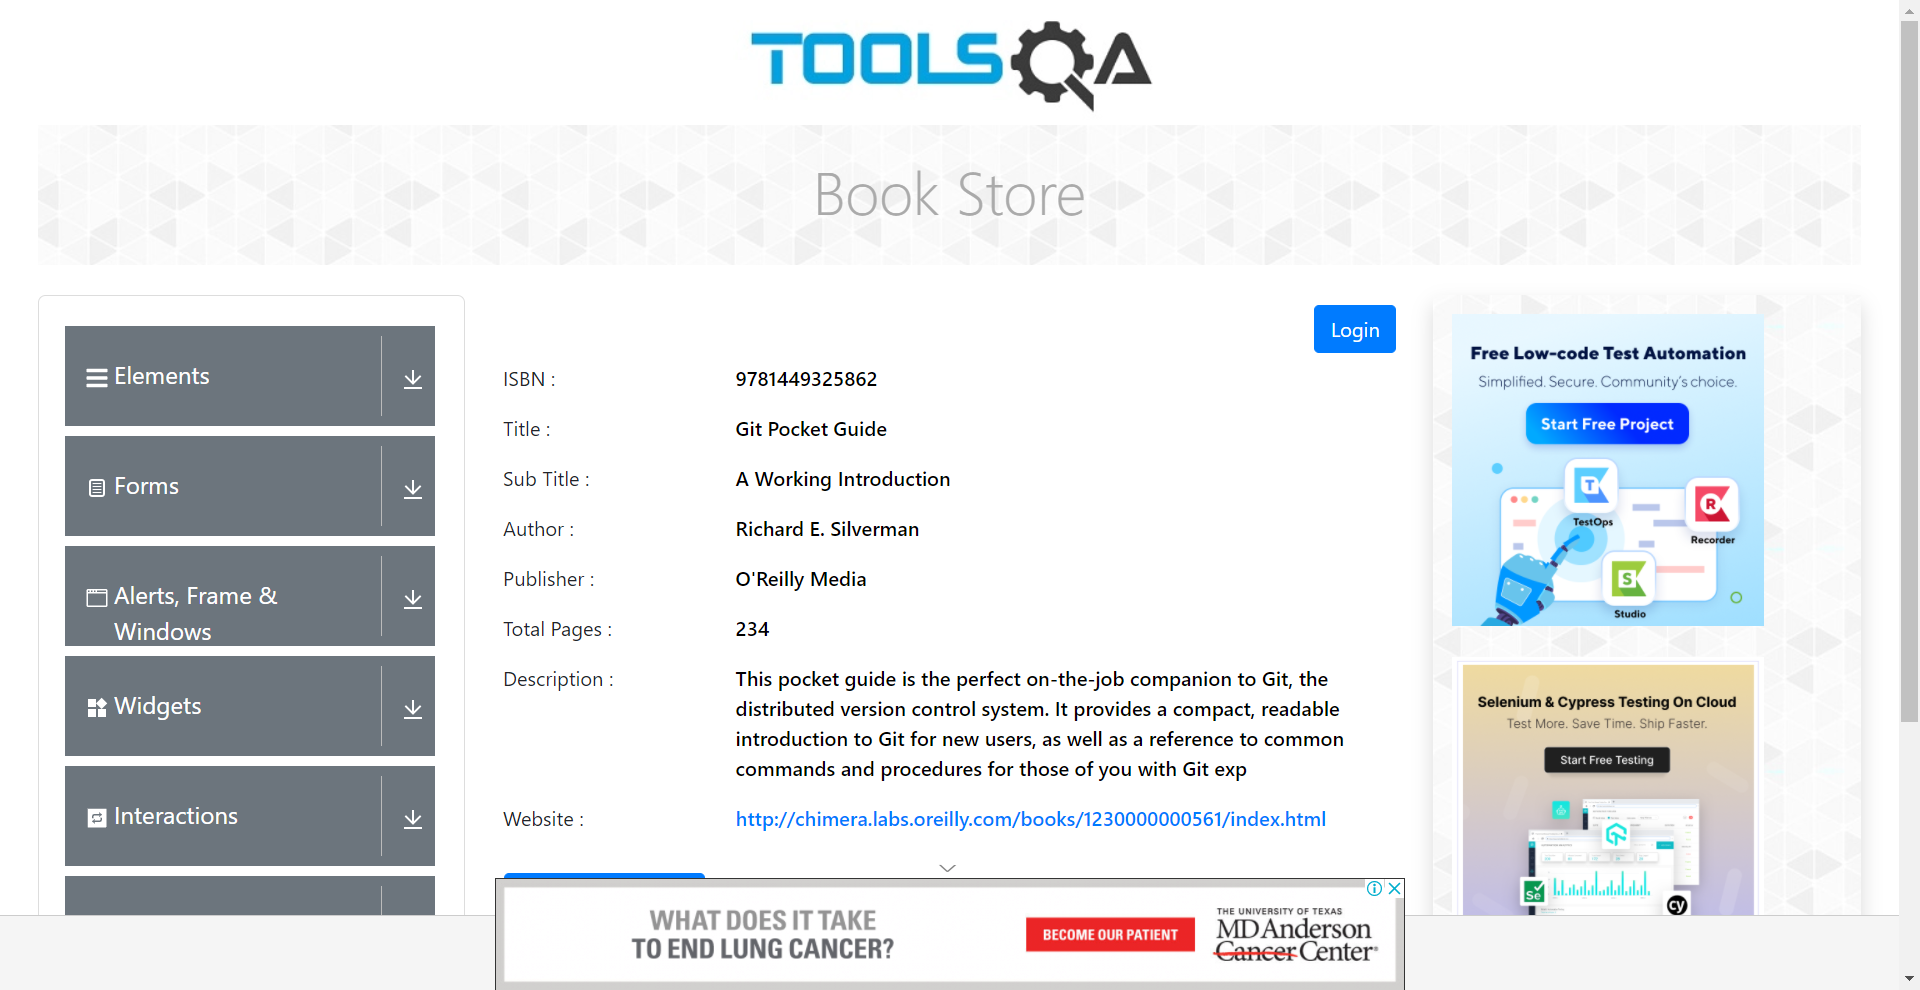 TOOLSQA
Book Store
Elements
Forms
Alerts, Frame &
Windows
Widgets
Interactions
Login
ISBN : 9781449325862
Title : Git Pocket Guide
Sub Title : A Working Introduction
Author : Richard E. Silverman
Publisher : O'Reilly Media
Total Pages : 234
Description : This pocket guide is the perfect on-the-job companion to Git, the
distributed version control system. It provides a compact, readable
introduction to Git for new users, as well as a reference to common
commands and procedures for those of you with Git exp
Website : http://chimera.labs.oreilly.com/books/1230000000561/index.html
Free Low-code Test Automation
Simplified. Secure. Community's choice.
Start Free Project
T
TestOps
R
Recorder
S
Studio
Selenium & Cypress Testing On Cloud
Test More. Save Time. Ship Faster.
Start Free Testing
Se
cy
WHAT DOES IT TAKE
TO END LUNG CANCER?
BECOME OUR PATIENT
THE UNIVERSITY OF TEXAS
MD Anderson
Cancer Center